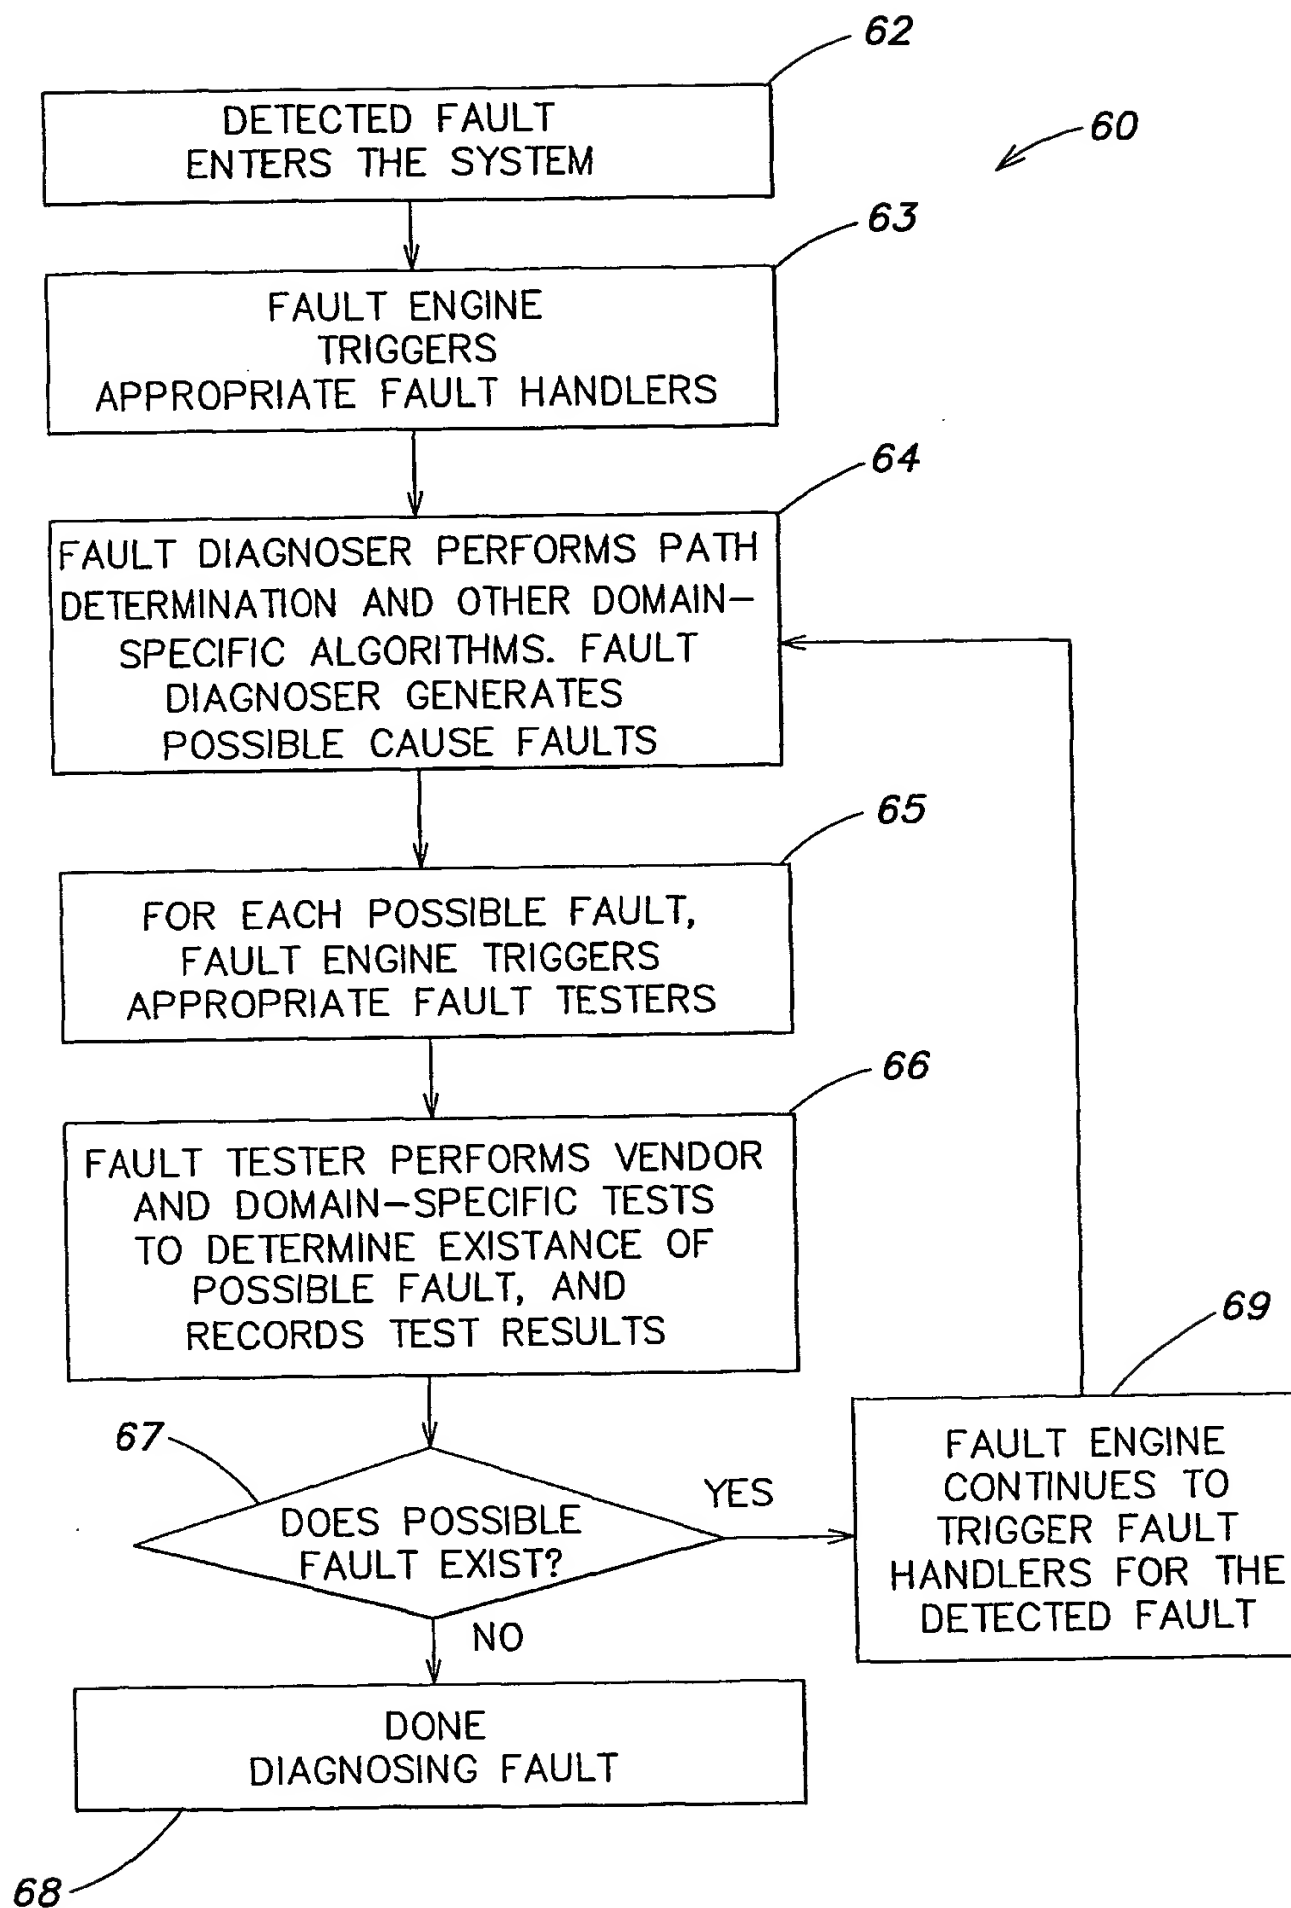 62
DETECTED FAULT
ENTERS THE SYSTEM
60
63
FAULT ENGINE
TRIGGERS
APPROPRIATE FAULT HANDLERS
64
FAULT DIAGNOSER PERFORMS PATH
DETERMINATION AND OTHER DOMAIN–
SPECIFIC ALGORITHMS. FAULT
DIAGNOSER GENERATES
POSSIBLE CAUSE FAULTS
65
FOR EACH POSSIBLE FAULT,
FAULT ENGINE TRIGGERS
APPROPRIATE FAULT TESTERS
66
FAULT TESTER PERFORMS VENDOR
AND DOMAIN–SPECIFIC TESTS
TO DETERMINE EXISTANCE OF
POSSIBLE FAULT, AND
RECORDS TEST RESULTS
67
DOES POSSIBLE
FAULT EXIST?
YES
69
FAULT ENGINE
CONTINUES TO
TRIGGER FAULT
HANDLERS FOR THE
DETECTED FAULT
NO
DONE
DIAGNOSING FAULT
68